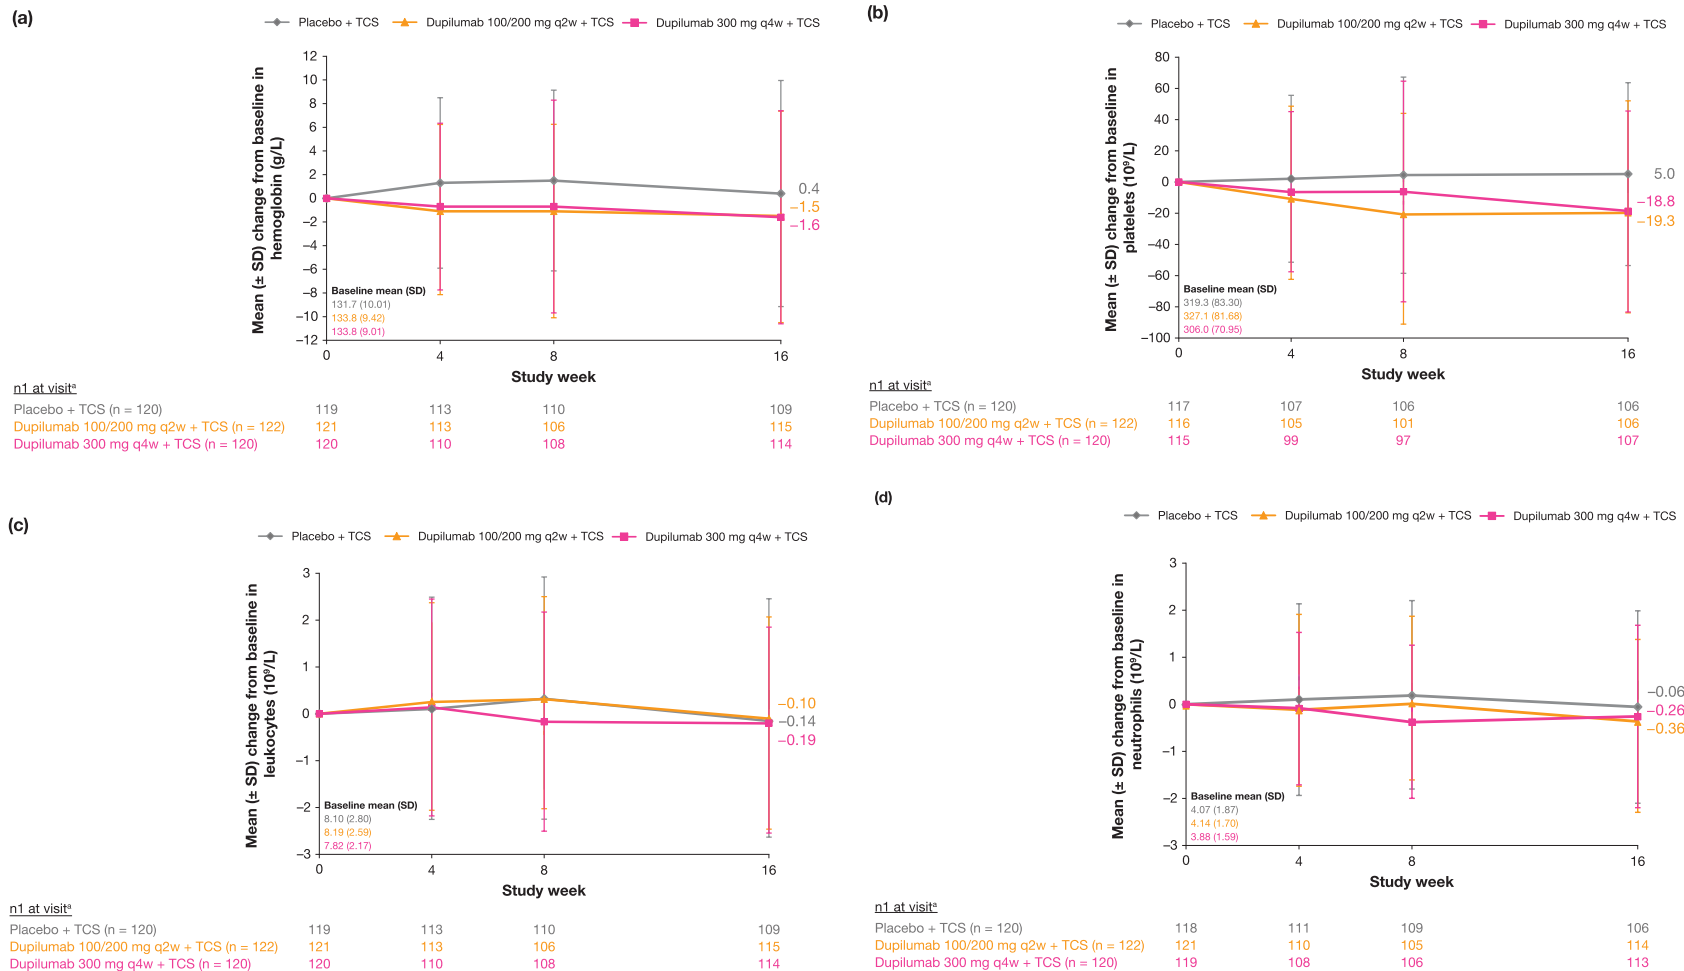 (a)
Placebo + TCS Dupilumab 100/200 mg q2w + TCS Dupilumab 300 mg q4w + TCS
Mean (± SD) change from baseline in
hemoglobin (g/L)
12
10
8
6
4
2
0
−2
−4
−6
−8
−10
−12
0.4
−1.5
−1.6
Baseline mean (SD)
131.7 (10.01)
133.8 (9.42)
133.8 (9.01)
0 4 8 16
Study week
n1 at visitᵃ
Placebo + TCS (n = 120) 119 113 110 109
Dupilumab 100/200 mg q2w + TCS (n = 122) 121 113 106 115
Dupilumab 300 mg q4w + TCS (n = 120) 120 110 108 114
(b)
Placebo + TCS Dupilumab 100/200 mg q2w + TCS Dupilumab 300 mg q4w + TCS
Mean (± SD) change from baseline in
platelets (10⁹/L)
80
60
40
20
0
−20
−40
−60
−80
−100
5.0
−18.8
−19.3
Baseline mean (SD)
319.3 (83.30)
327.1 (81.68)
306.0 (70.95)
0 4 8 16
Study week
n1 at visitᵃ
Placebo + TCS (n = 120) 117 107 106 106
Dupilumab 100/200 mg q2w + TCS (n = 122) 116 105 101 106
Dupilumab 300 mg q4w + TCS (n = 120) 115 99 97 107
(c)
Placebo + TCS Dupilumab 100/200 mg q2w + TCS Dupilumab 300 mg q4w + TCS
Mean (± SD) change from baseline in
leukocytes (10⁹/L)
3
2
1
0
−1
−2
−3
−0.10
−0.14
−0.19
Baseline mean (SD)
8.10 (2.80)
8.19 (2.59)
7.82 (2.17)
0 4 8 16
Study week
n1 at visitᵃ
Placebo + TCS (n = 120) 119 113 110 109
Dupilumab 100/200 mg q2w + TCS (n = 122) 121 113 106 115
Dupilumab 300 mg q4w + TCS (n = 120) 120 110 108 114
(d)
Placebo + TCS Dupilumab 100/200 mg q2w + TCS Dupilumab 300 mg q4w + TCS
Mean (± SD) change from baseline in
neutrophils (10⁹/L)
3
2
1
0
−1
−2
−3
−0.06
−0.26
−0.36
Baseline mean (SD)
4.07 (1.87)
4.14 (1.70)
3.88 (1.59)
0 4 8 16
Study week
n1 at visitᵃ
Placebo + TCS (n = 120) 118 111 109 106
Dupilumab 100/200 mg q2w + TCS (n = 122) 121 110 105 114
Dupilumab 300 mg q4w + TCS (n = 120) 119 108 106 113